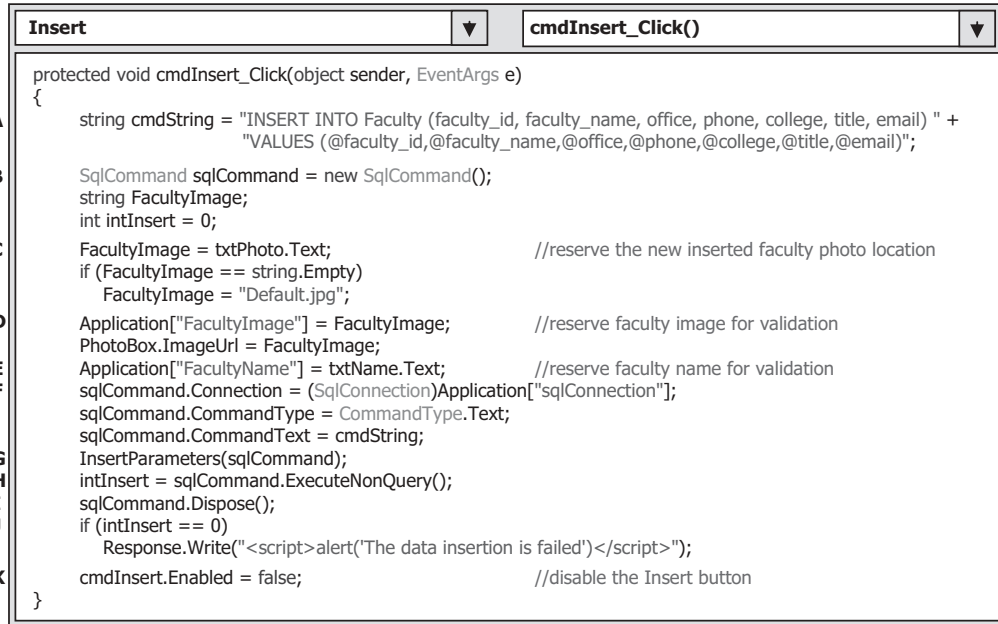 Insert ▼ cmdInsert_Click() ▼
protected void cmdInsert_Click(object sender, EventArgs e)
{
A string cmdString = "INSERT INTO Faculty (faculty_id, faculty_name, office, phone, college, title, email) " +
"VALUES (@faculty_id,@faculty_name,@office,@phone,@college,@title,@email)";
B SqlCommand sqlCommand = new SqlCommand();
string FacultyImage;
int intInsert = 0;
C FacultyImage = txtPhoto.Text; //reserve the new inserted faculty photo location
if (FacultyImage == string.Empty)
FacultyImage = "Default.jpg";
D Application["FacultyImage"] = FacultyImage; //reserve faculty image for validation
PhotoBox.ImageUrl = FacultyImage;
E Application["FacultyName"] = txtName.Text; //reserve faculty name for validation
F sqlCommand.Connection = (SqlConnection)Application["sqlConnection"];
sqlCommand.CommandType = CommandType.Text;
sqlCommand.CommandText = cmdString;
G InsertParameters(sqlCommand);
H intInsert = sqlCommand.ExecuteNonQuery();
sqlCommand.Dispose();
if (intInsert == 0)
Response.Write("<script>alert('The data insertion is failed')</script>");
K cmdInsert.Enabled = false; //disable the Insert button
}